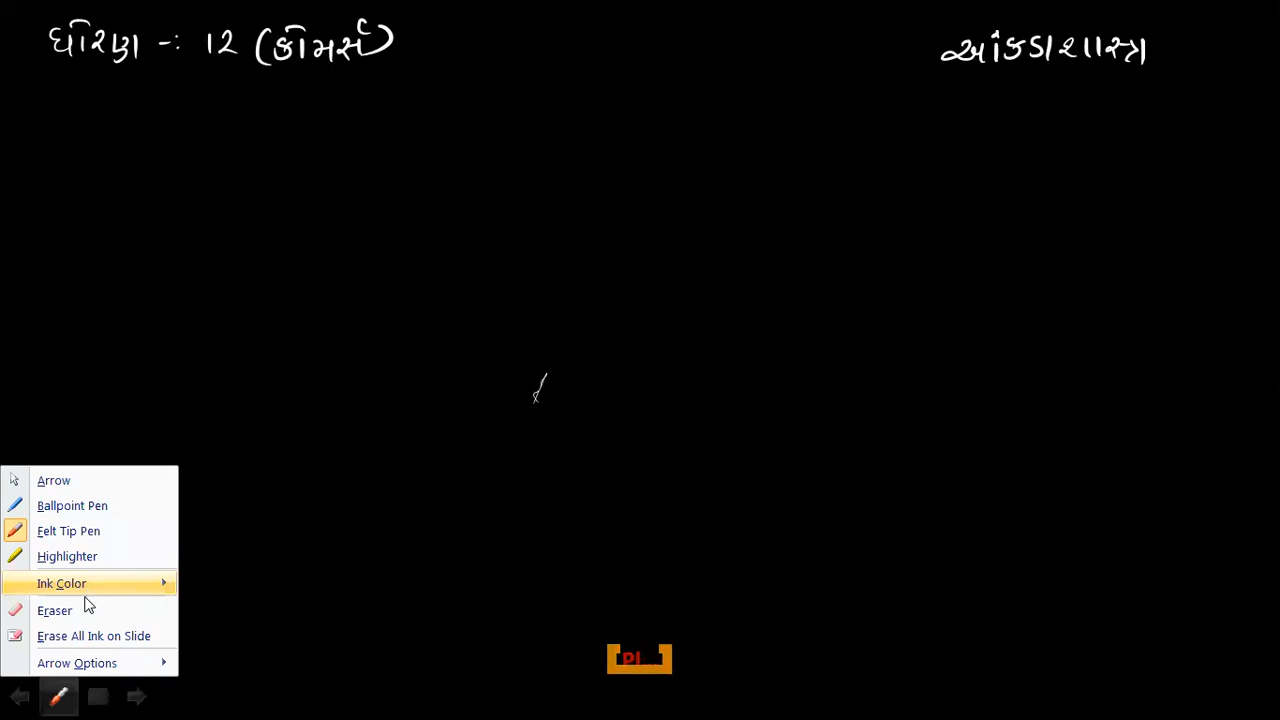 ધોરણ -: 12 (કોમર્સ)
આંકડાશાસ્ત્ર
Arrow
Ballpoint Pen
Felt Tip Pen
Highlighter
Ink Color
Eraser
Erase All Ink on Slide
Arrow Options